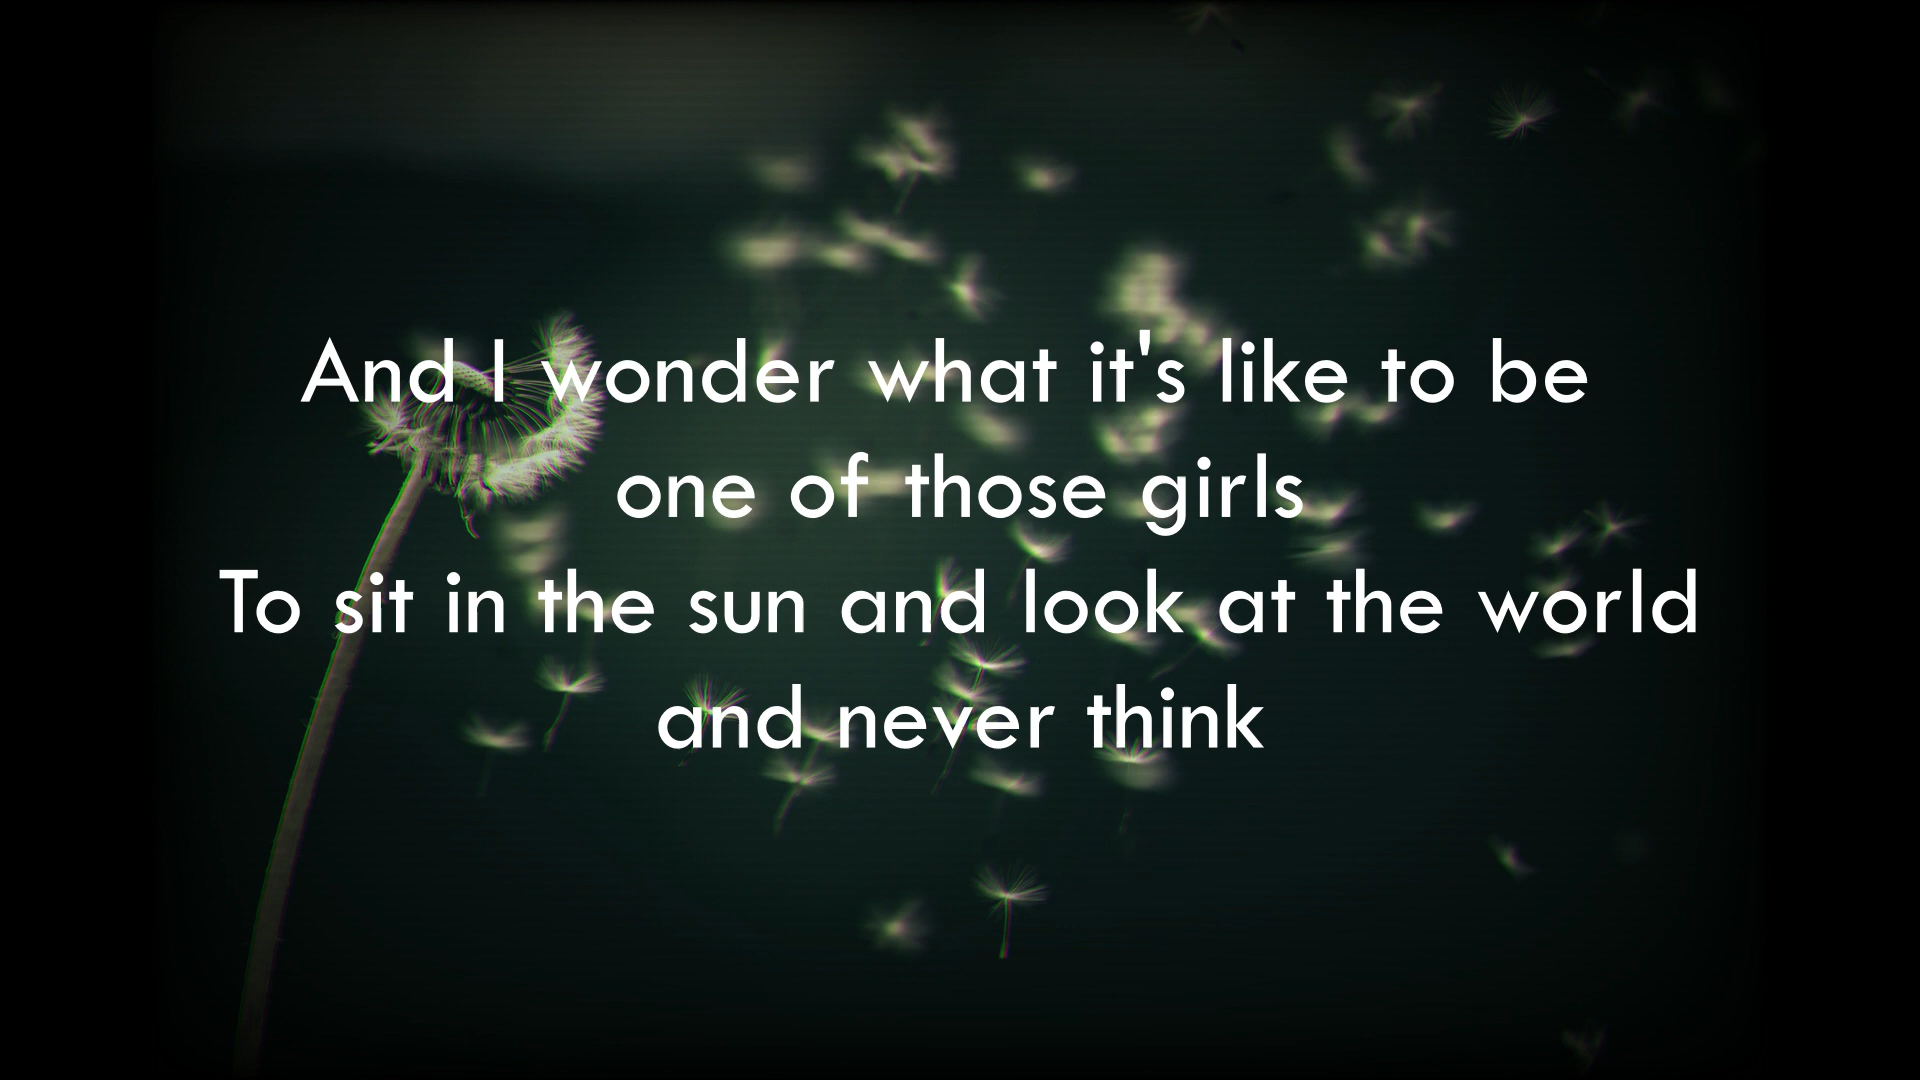 And I wonder what it's like to be
one of those girls
To sit in the sun and look at the world
and never think